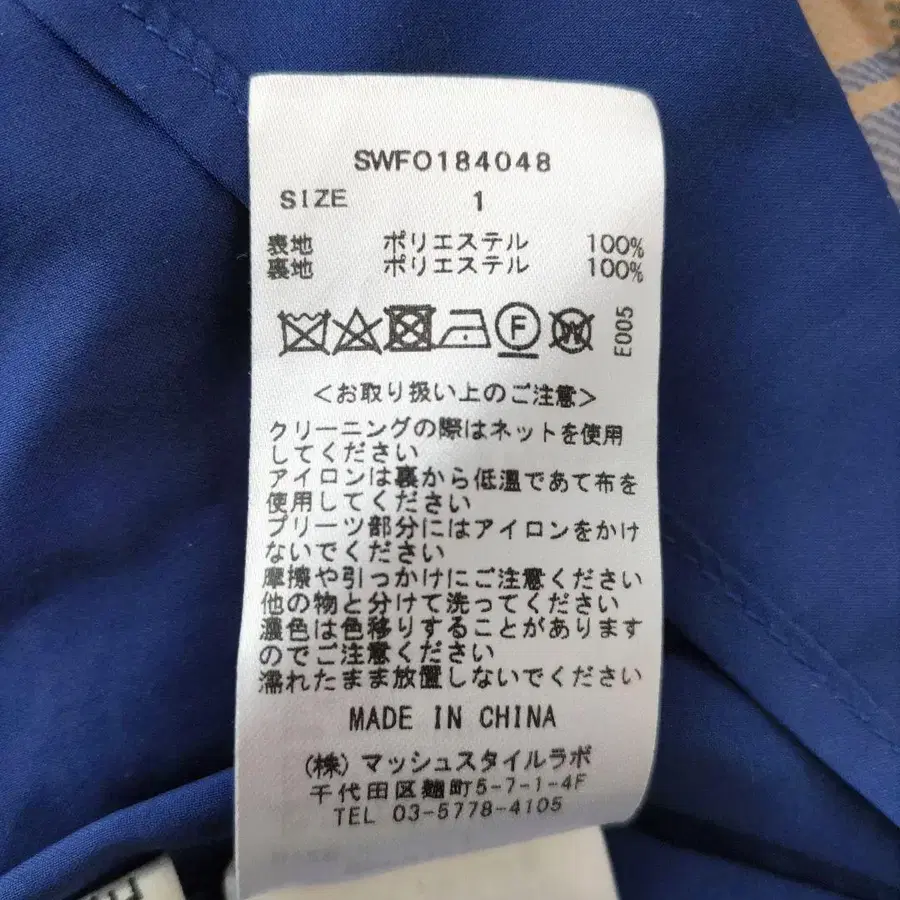 SWFO184048
SIZE 1
表地 ポリエステル 100%
裏地 ポリエステル 100%
F W E005
<お取り扱い上のご注意>
クリーニングの際はネットを使用
してください
アイロンは裏から低温であて布を
使用してください
プリーツ部分にはアイロンをかけ
ないでください
摩擦や引っかけにご注意ください
他の物と分けて洗ってください
濃色は色移りすることがあります
のでご注意ください
濡れたまま放置しないでください
MADE IN CHINA
(株)マッシュスタイルラボ
千代田区麹町5-7-1-4F
TEL 03-5778-4105